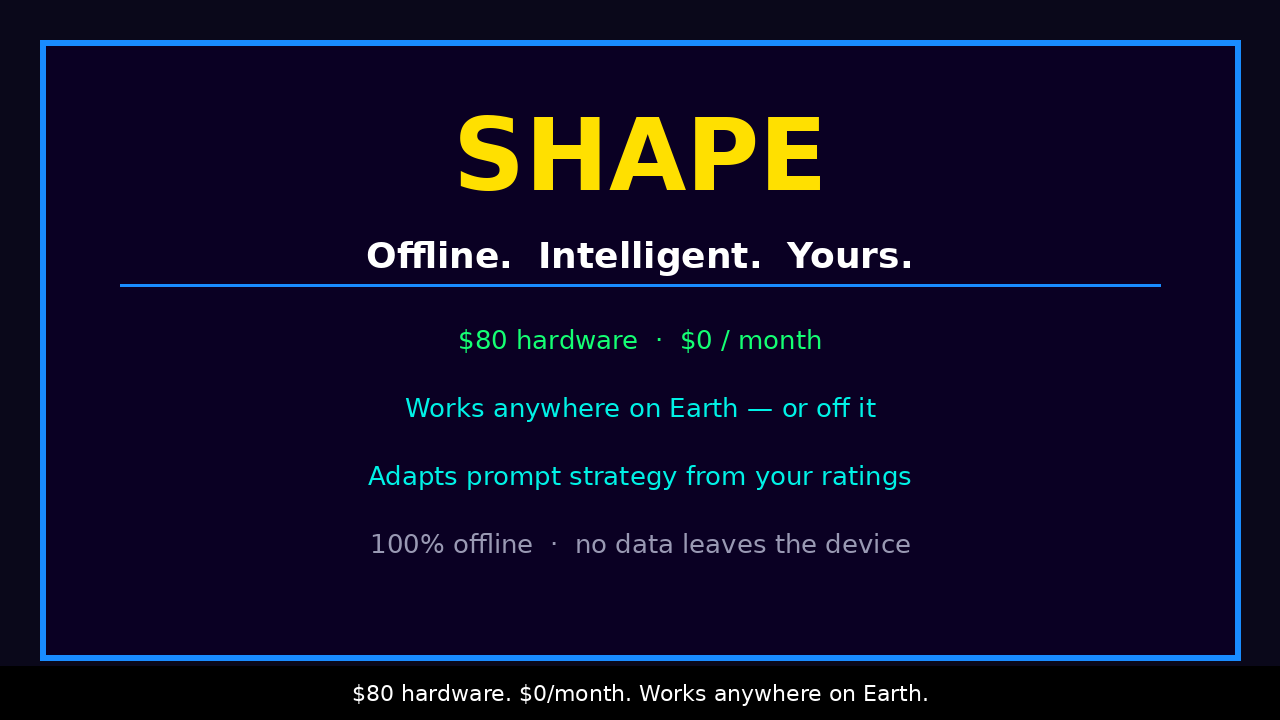 SHAPE
Offline. Intelligent. Yours.
$80 hardware · $0 / month
Works anywhere on Earth — or off it
Adapts prompt strategy from your ratings
100% offline · no data leaves the device
$80 hardware. $0/month. Works anywhere on Earth.